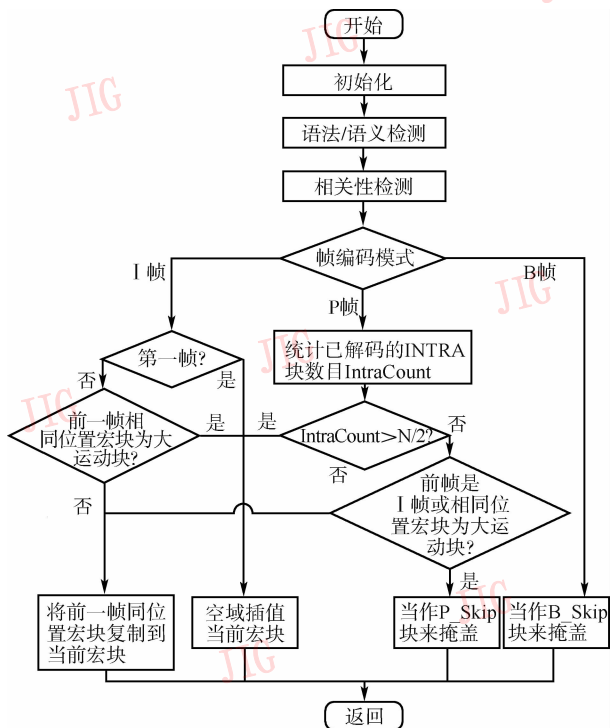 开始
初始化
语法/语义检测
相关性检测
帧编码模式
I 帧
P帧
B帧
第一帧?
统计已解码的INTRA
块数目IntraCount
否
是
前一帧相
同位置宏块为大
运动块?
是
是
IntraCount>N/2?
否
否
否
前帧是
I 帧或相同位
置宏块为大运
动块?
是
将前一帧同位
置宏块复制到
当前宏块
空域插值
当前宏块
当作P_Skip
块来掩盖
当作B_Skip
块来掩盖
返回
JIG
JIG
JIG
JIG
JIG
JIG
JIG